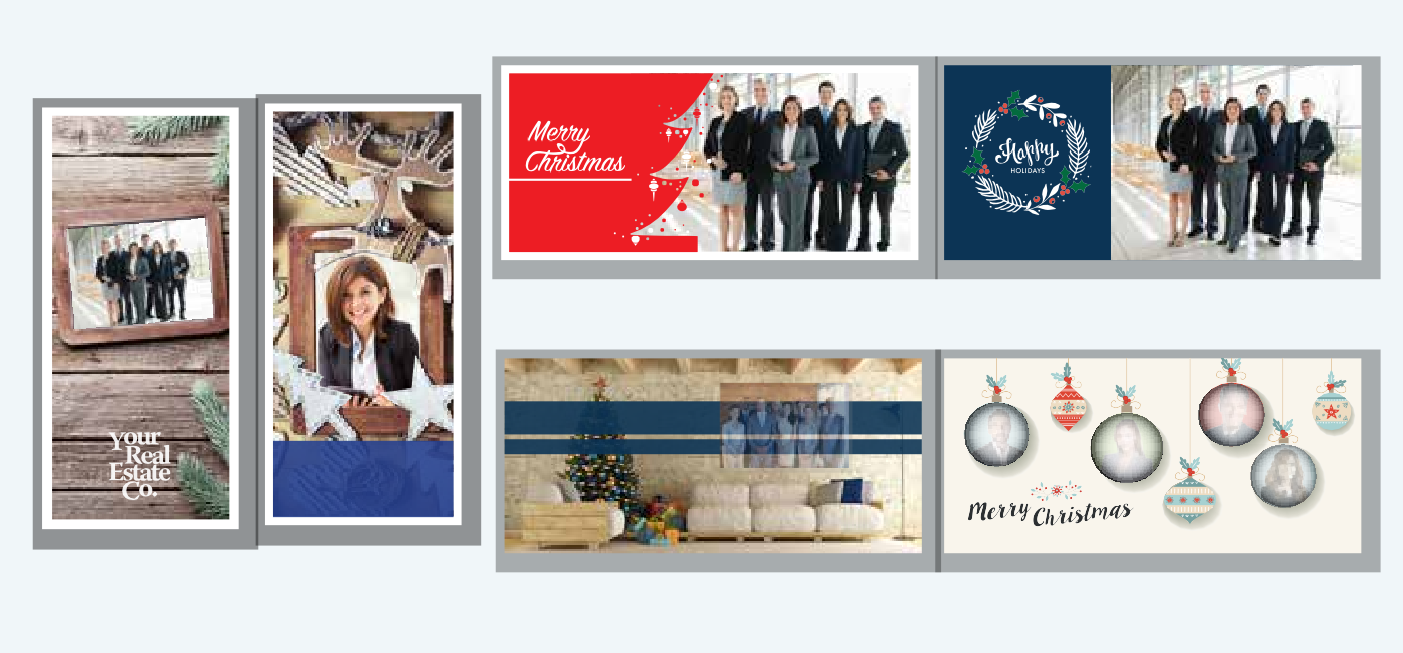 Your
Real
Estate
Co.
Merry
Christmas
Happy
HOLIDAYS
Merry Christmas